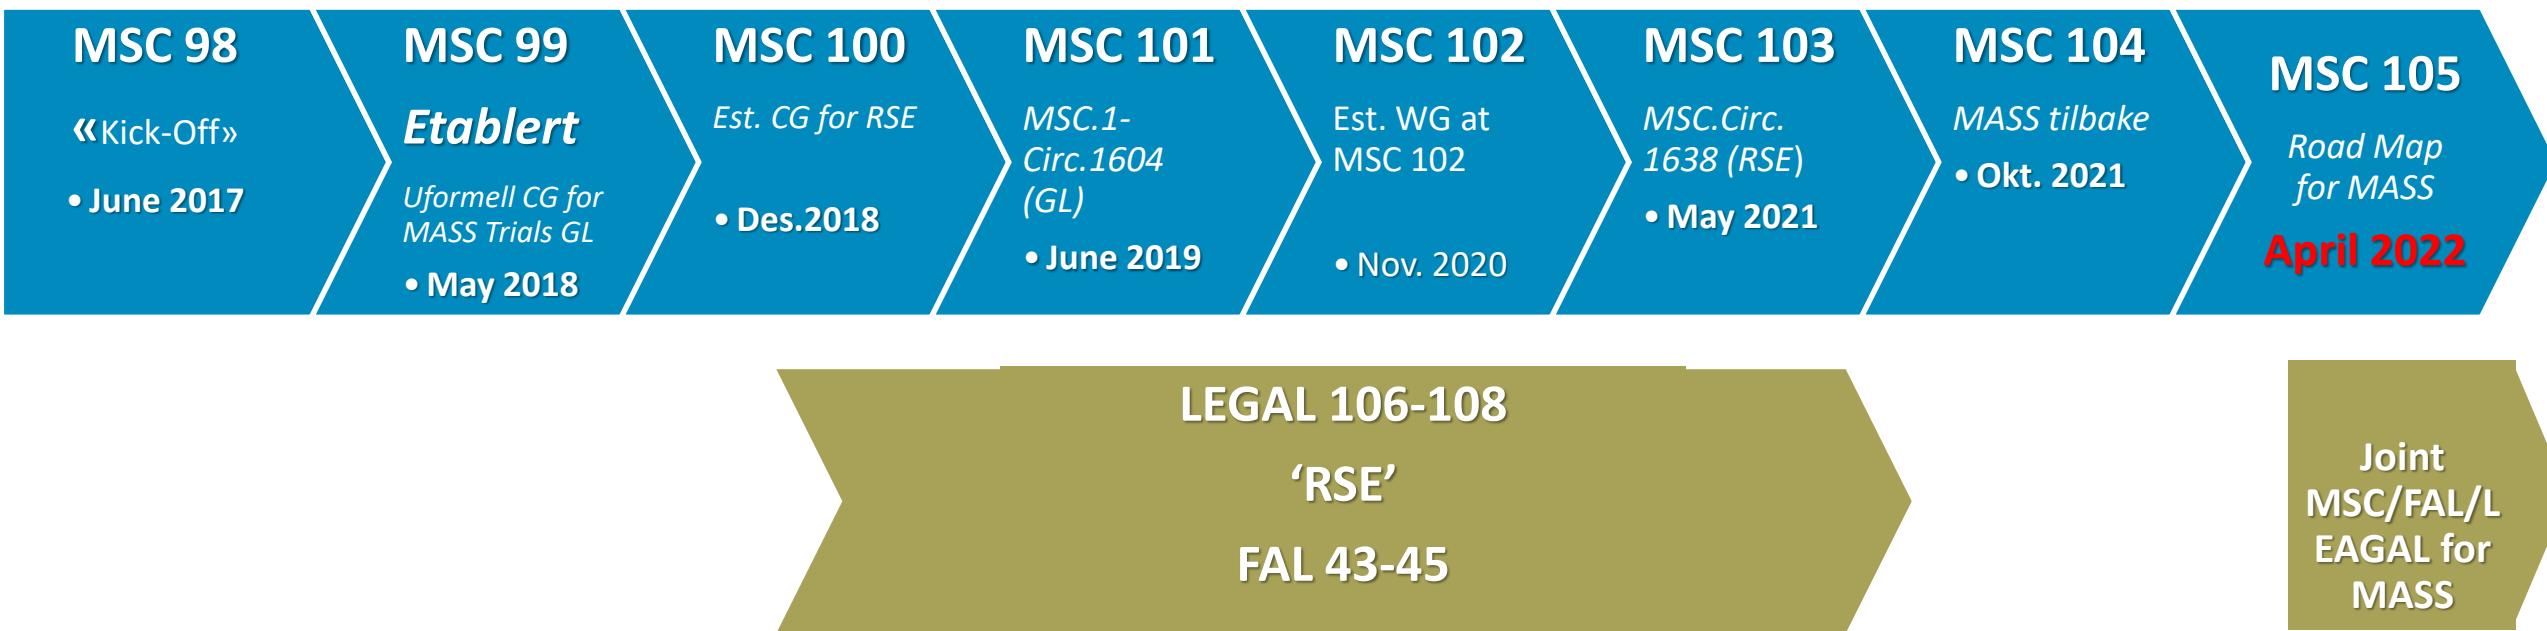 MSC 98
«Kick-Off»
• June 2017
MSC 99
Etablert
Uformell CG for
MASS Trials GL
• May 2018
MSC 100
Est. CG for RSE
• Des.2018
MSC 101
MSC.1-
Circ.1604
(GL)
• June 2019
MSC 102
Est. WG at
MSC 102
• Nov. 2020
MSC 103
MSC.Circ.
1638 (RSE)
• May 2021
MSC 104
MASS tilbake
• Okt. 2021
MSC 105
Road Map
for MASS
April 2022
LEGAL 106-108
‘RSE’
FAL 43-45
Joint
MSC/FAL/L
EAGAL for
MASS